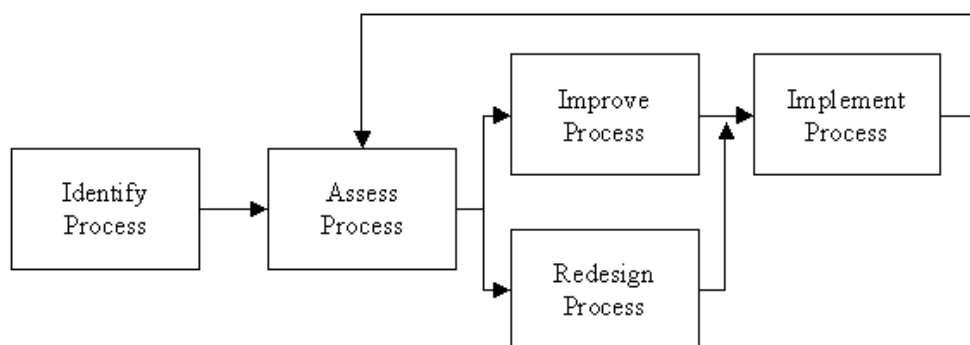 Identify
Process
Assess
Process
Improve
Process
Redesign
Process
Implement
Process